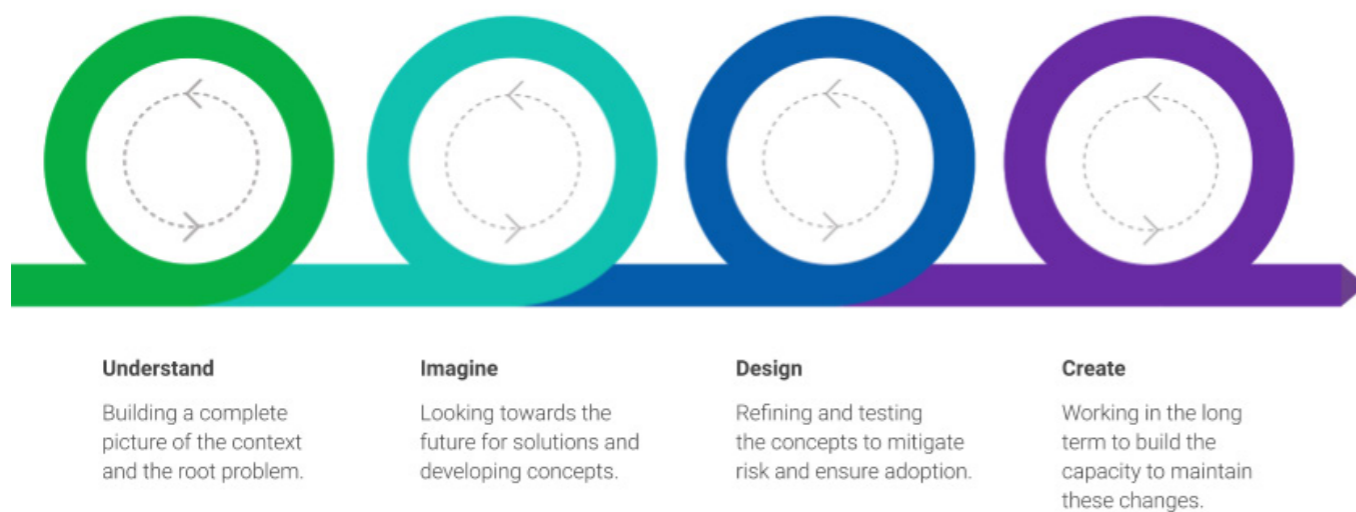 Understand
Building a complete
picture of the context
and the root problem.
Imagine
Looking towards the
future for solutions and
developing concepts.
Design
Refining and testing
the concepts to mitigate
risk and ensure adoption.
Create
Working in the long
term to build the
capacity to maintain
these changes.